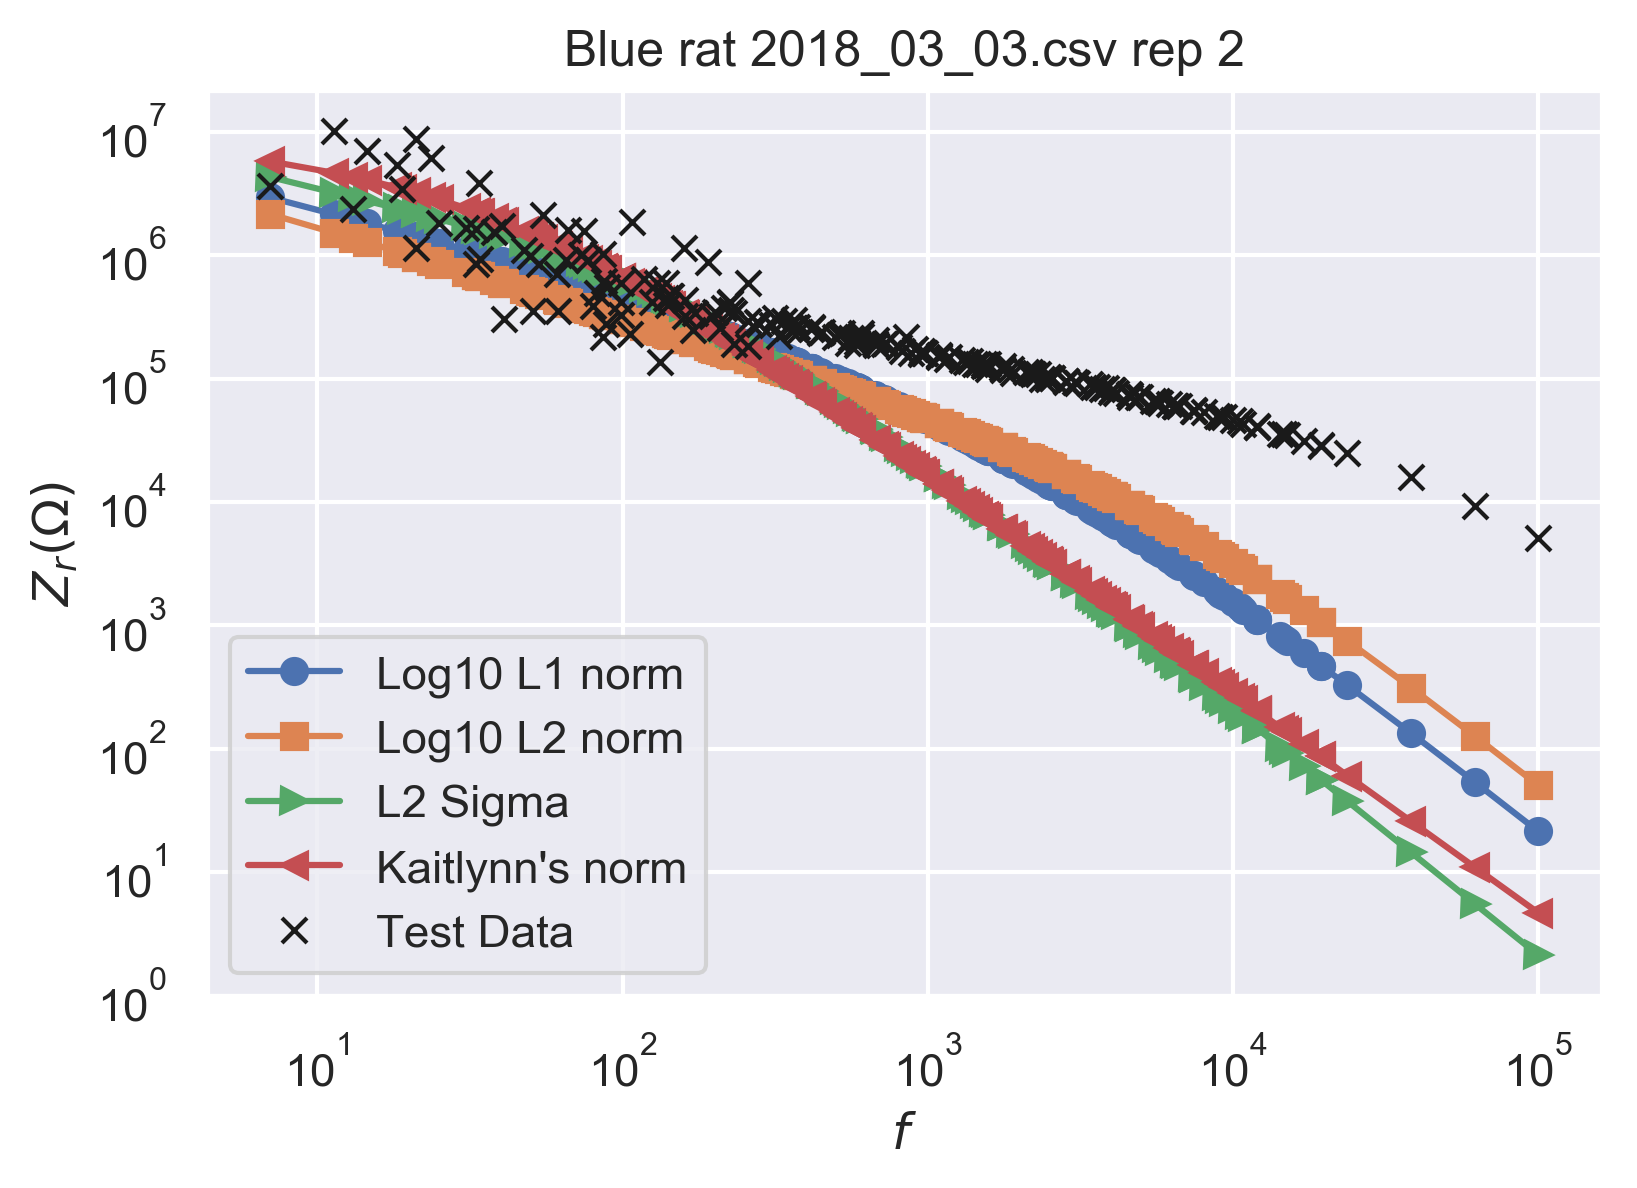 Blue rat 2018_03_03.csv rep 2
10^7
10^6
10^5
10^4
10^3
10^2
10^1
10^0
Z_r(Ω)
Log10 L1 norm
Log10 L2 norm
L2 Sigma
Kaitlynn's norm
Test Data
10^1 10^2 10^3 10^4 10^5
f